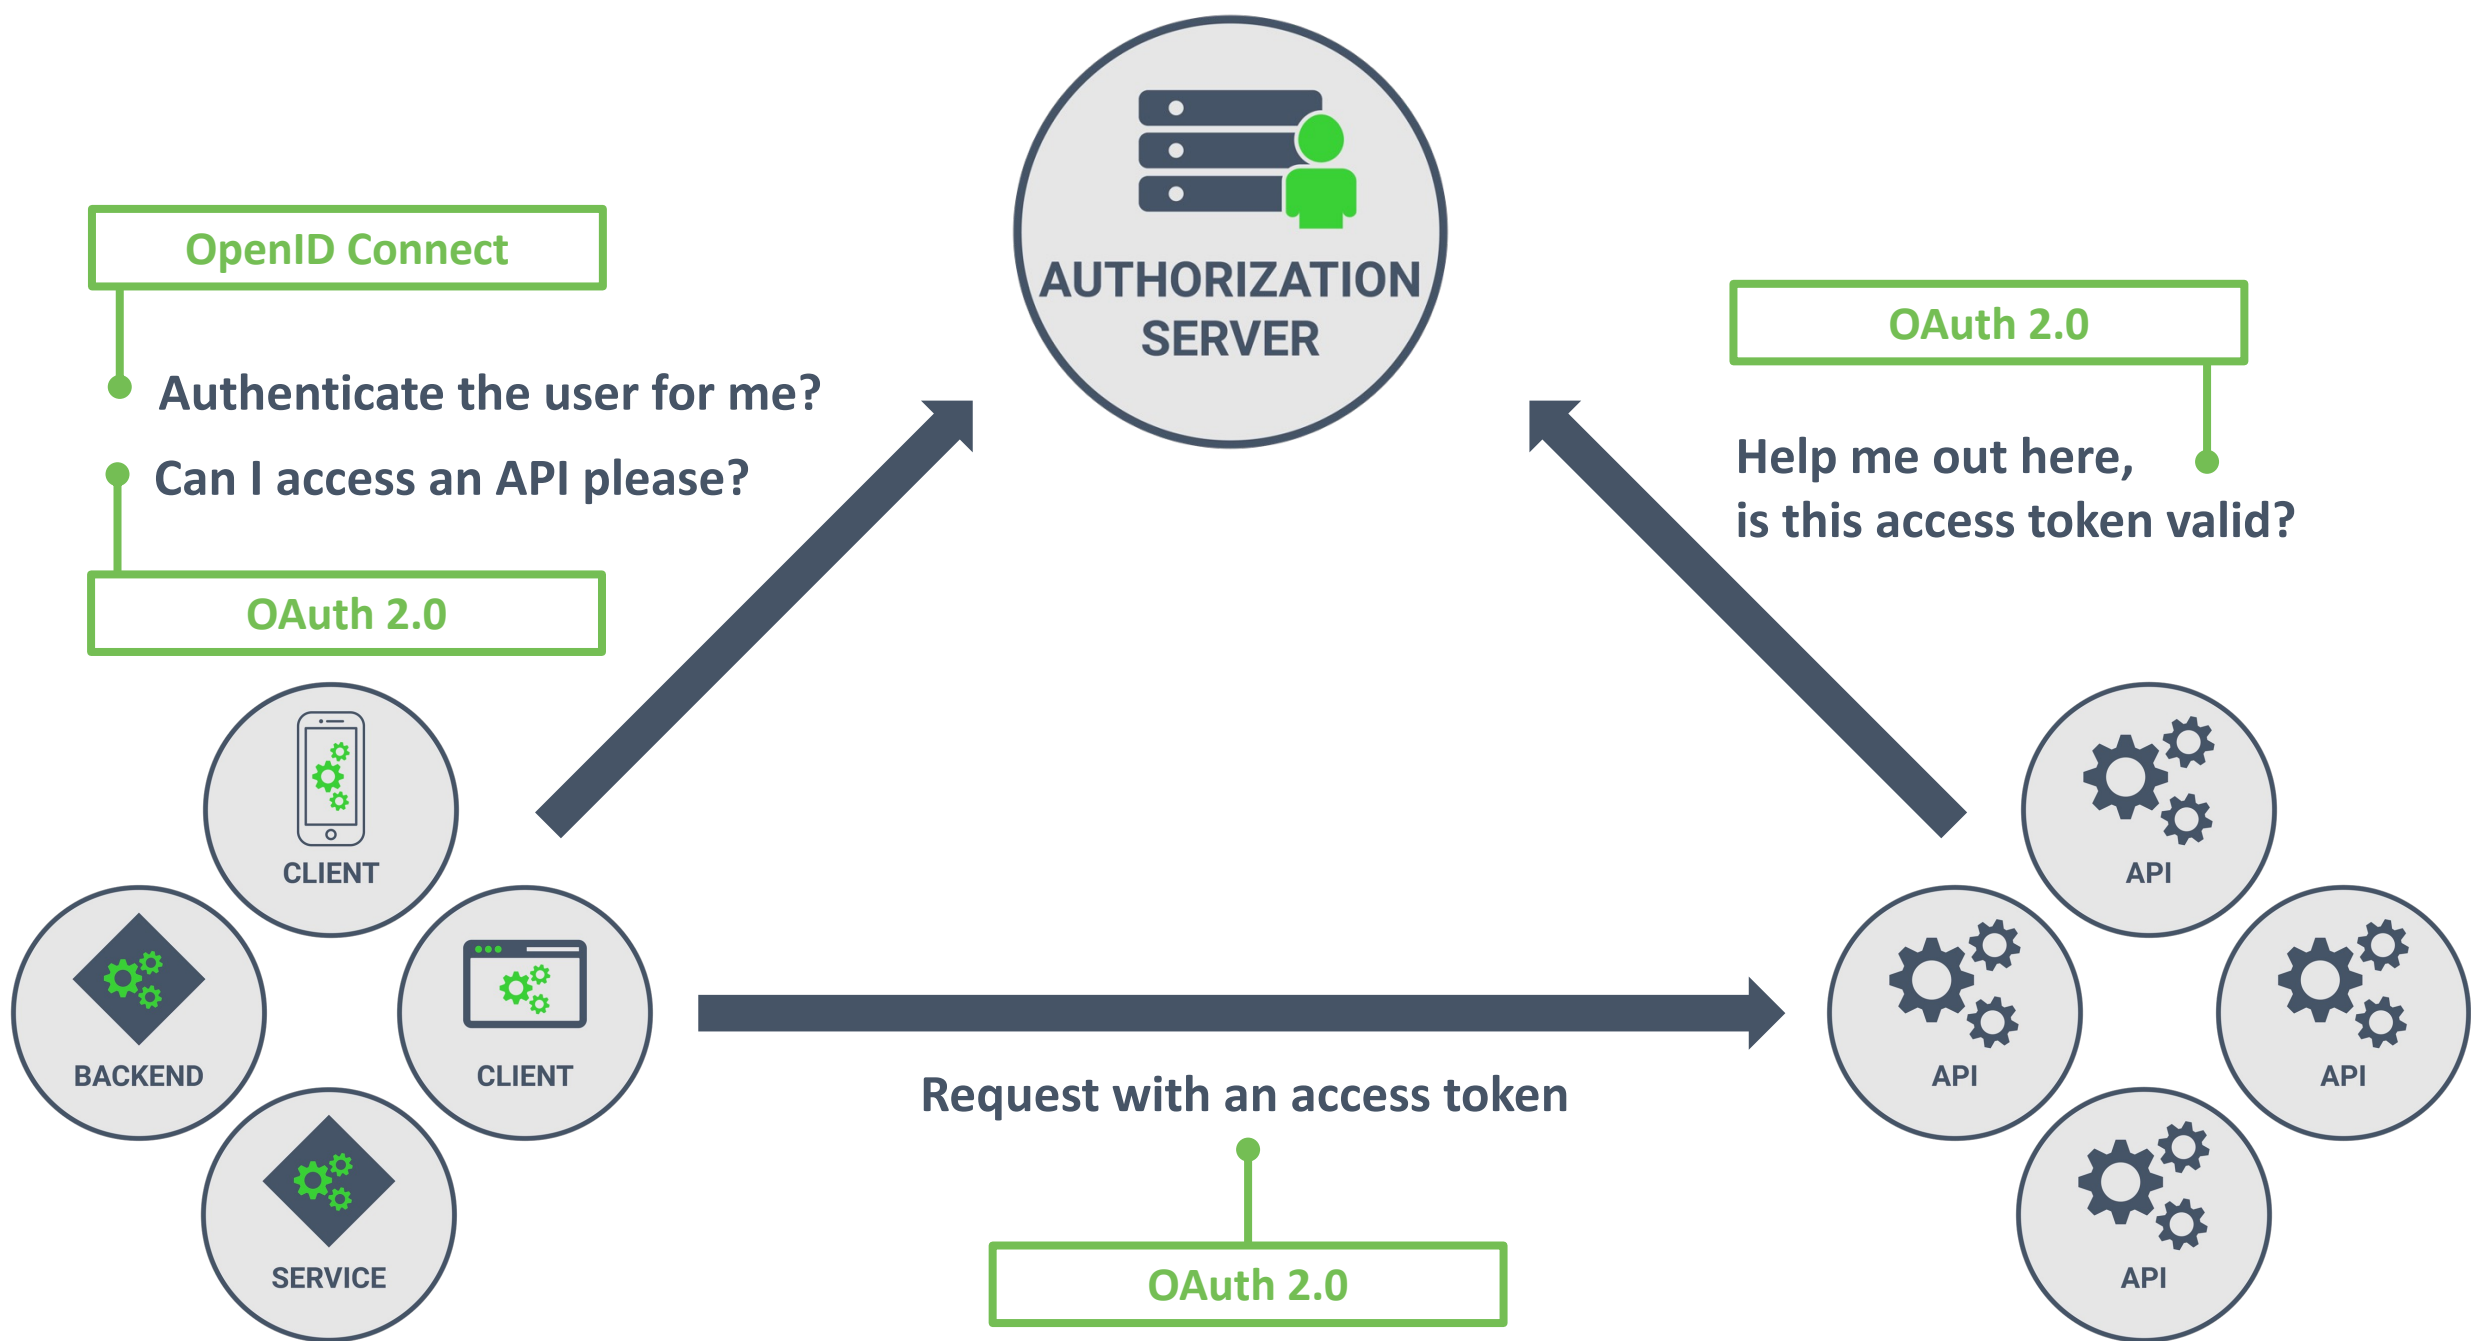 AUTHORIZATION
SERVER
OpenID Connect
Authenticate the user for me?
Can I access an API please?
OAuth 2.0
OAuth 2.0
Help me out here,
is this access token valid?
CLIENT
BACKEND
CLIENT
SERVICE
Request with an access token
OAuth 2.0
API
API
API
API